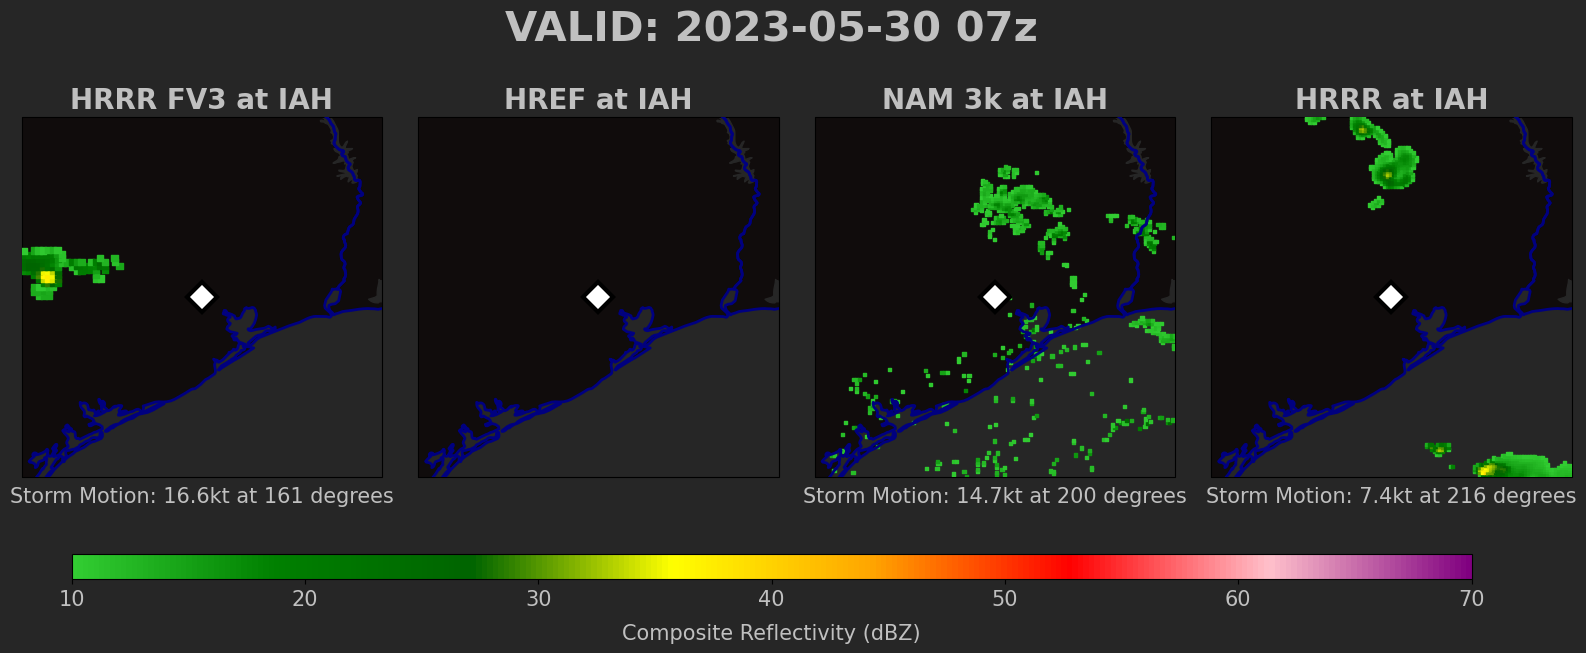 VALID: 2023-05-30 07z
HRRR FV3 at IAH
HREF at IAH
NAM 3k at IAH
HRRR at IAH
Storm Motion: 16.6kt at 161 degrees
Storm Motion: 14.7kt at 200 degrees
Storm Motion: 7.4kt at 216 degrees
10 20 30 40 50 60 70
Composite Reflectivity (dBZ)